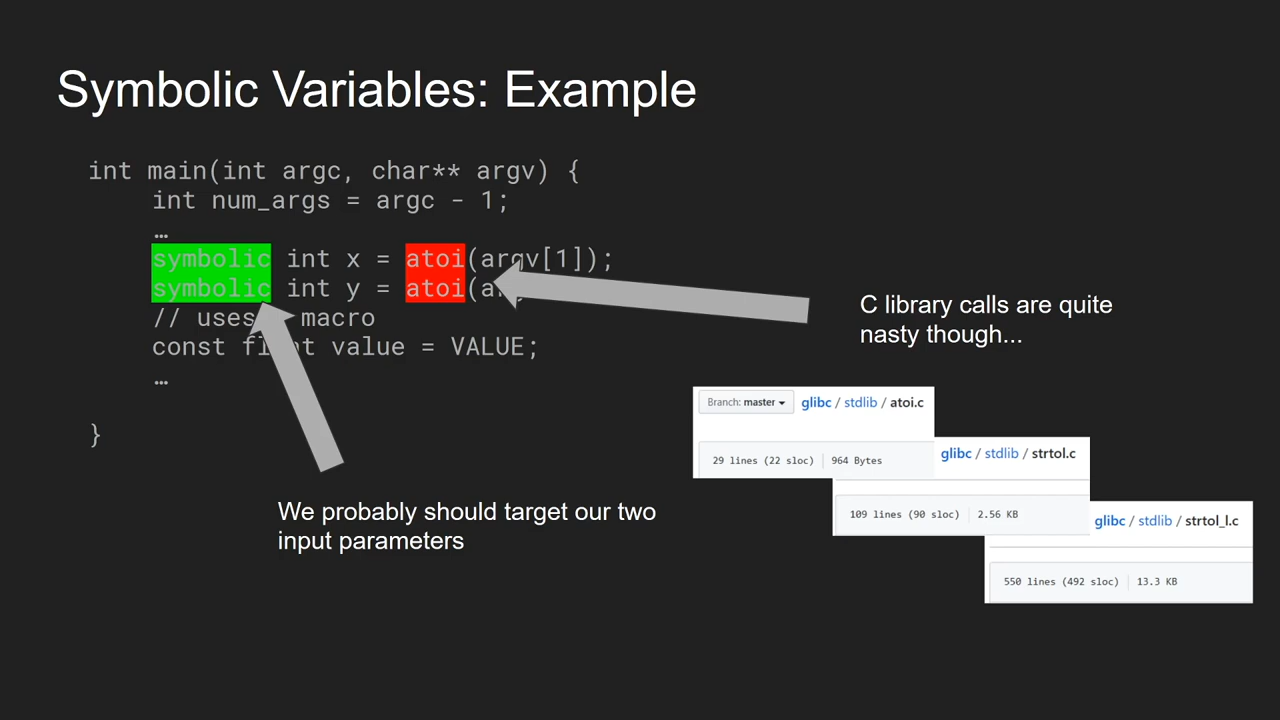 Symbolic Variables: Example
int main(int argc, char** argv) {
int num_args = argc - 1;
…
symbolic int x = atoi(argv[1]);
symbolic int y = atoi(
// uses macro
const float value = VALUE;
…
}
C library calls are quite
nasty though...
We probably should target our two
input parameters
Branch: master glibc / stdlib / atoi.c
29 lines (22 sloc) 964 Bytes
glibc / stdlib / strtol.c
109 lines (90 sloc) 2.56 KB
glibc / stdlib / strtol_l.c
550 lines (492 sloc) 13.3 KB